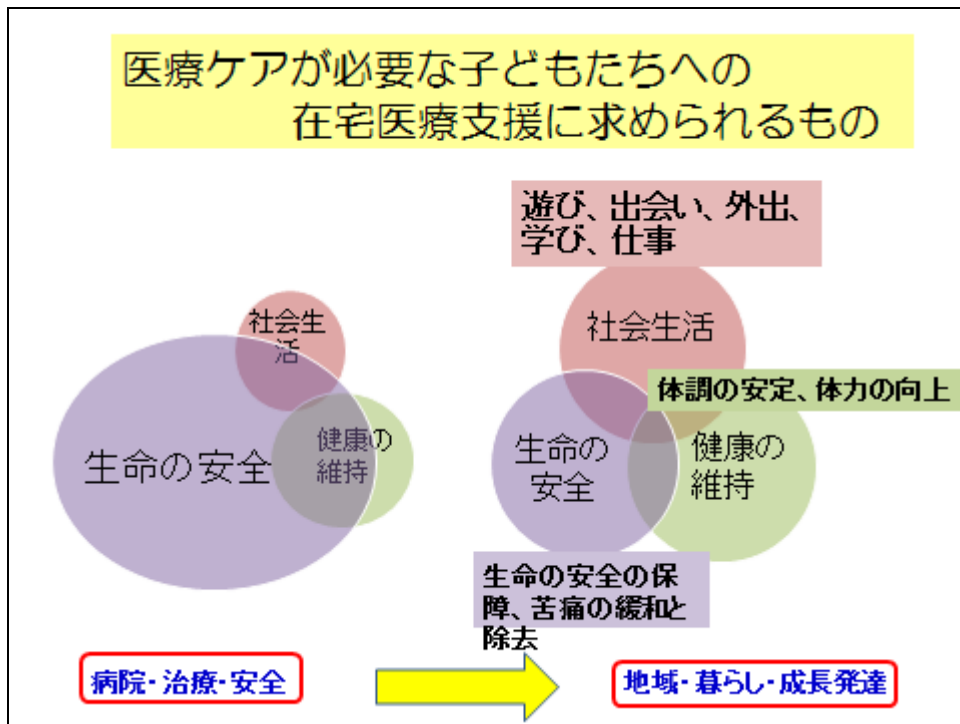 医療ケアが必要な子どもたちへの
在宅医療支援に求められるもの
社会生
活
生命の安全
健康の
維持
病院・治療・安全
遊び、出会い、外出、
学び、仕事
社会生活
体調の安定、体力の向上
生命の
安全
健康の
維持
生命の安全の保
障、苦痛の緩和と
除去
地域・暮らし・成長発達